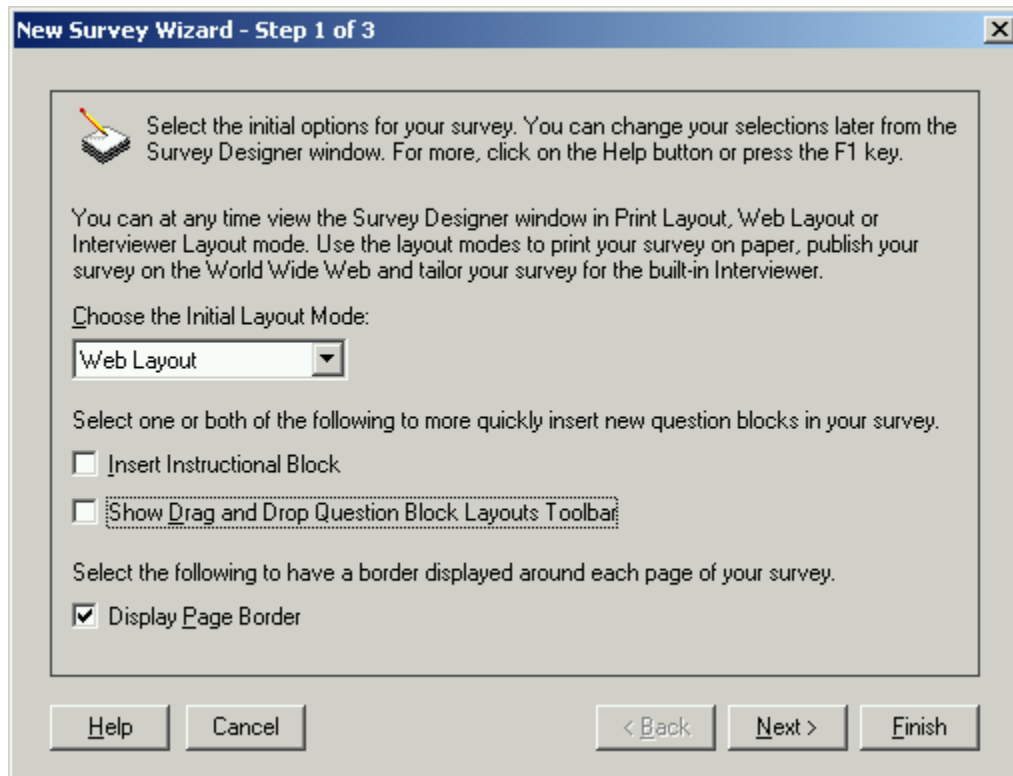 New Survey Wizard - Step 1 of 3
Select the initial options for your survey. You can change your selections later from the
Survey Designer window. For more, click on the Help button or press the F1 key.
You can at any time view the Survey Designer window in Print Layout, Web Layout or
Interviewer Layout mode. Use the layout modes to print your survey on paper, publish your
survey on the World Wide Web and tailor your survey for the built-in Interviewer.
Choose the Initial Layout Mode:
Web Layout
Select one or both of the following to more quickly insert new question blocks in your survey.
Insert Instructional Block
Show Drag and Drop Question Block Layouts Toolbar
Select the following to have a border displayed around each page of your survey.
Display Page Border
Help Cancel < Back Next > Finish